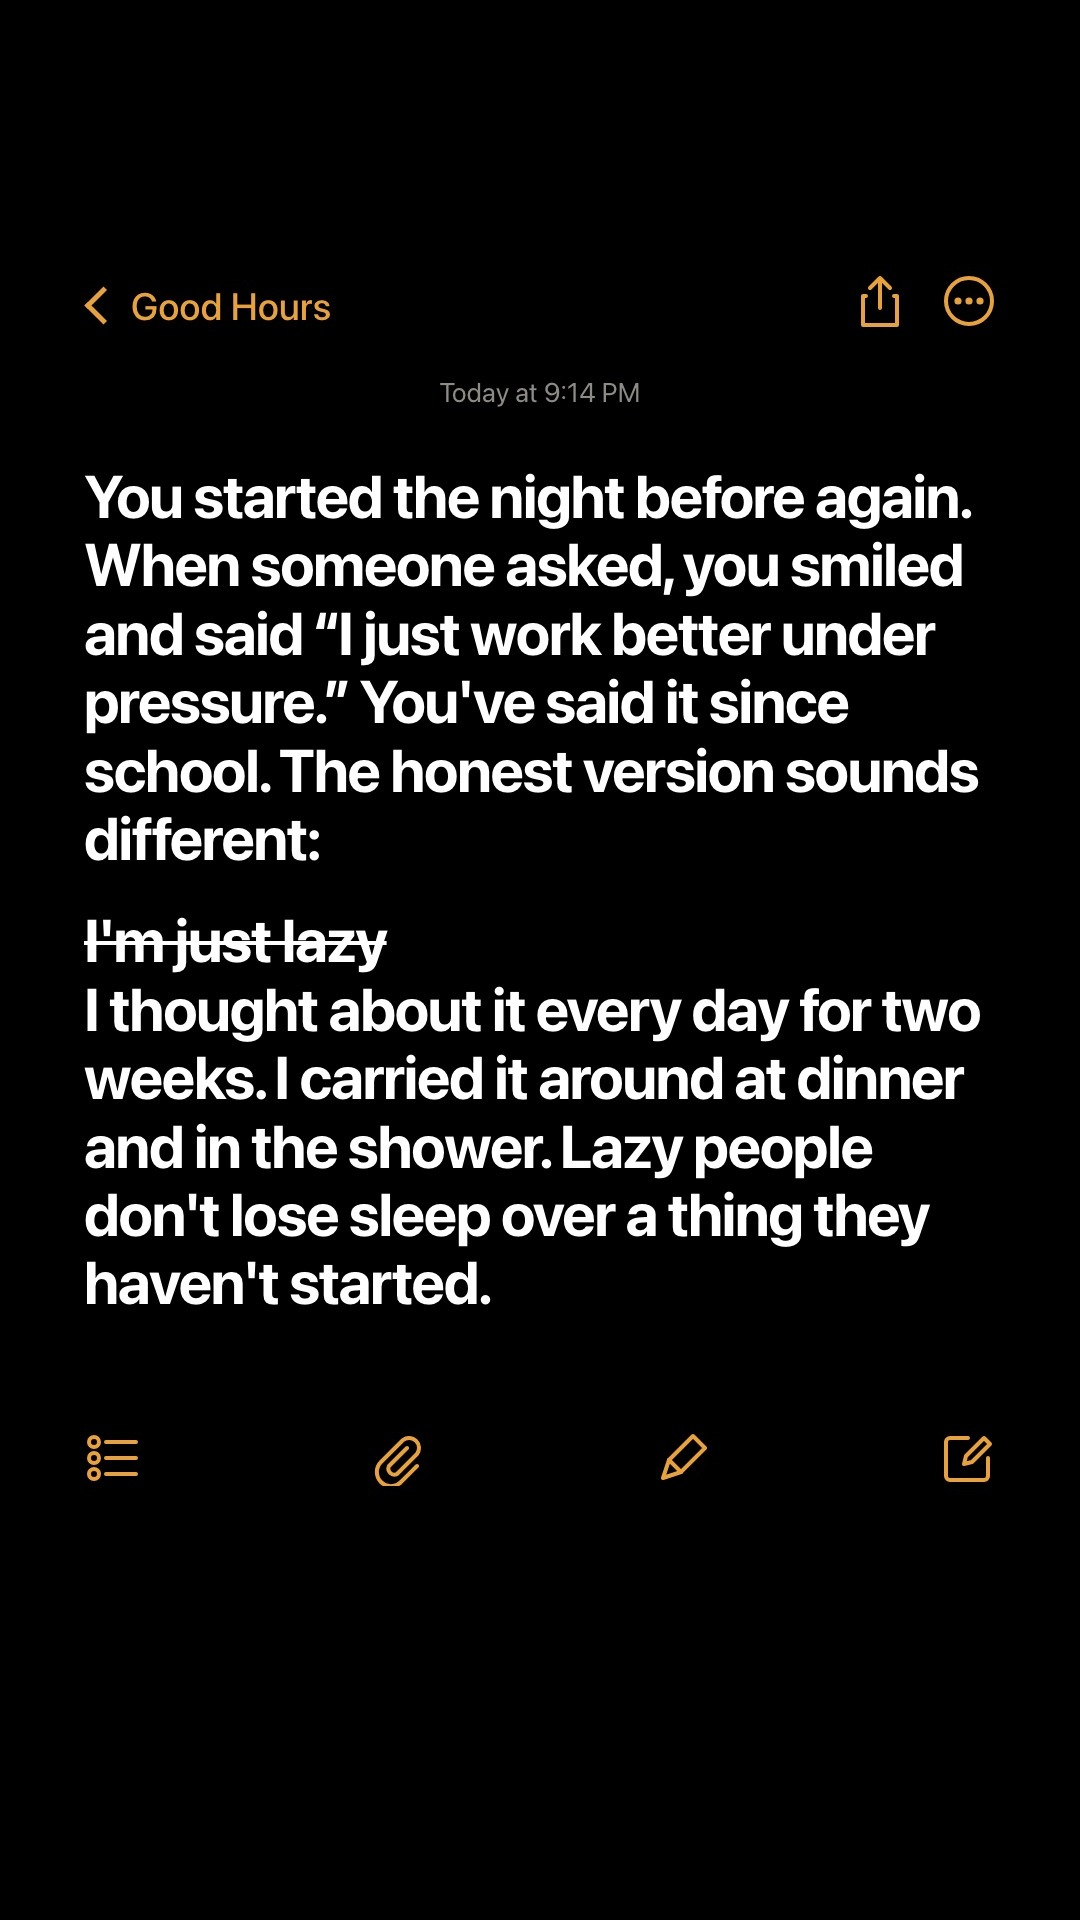 Good Hours
Today at 9:14 PM
You started the night before again.
When someone asked, you smiled
and said “I just work better under
pressure.” You've said it since
school. The honest version sounds
different:
I'm just lazy
I thought about it every day for two
weeks. I carried it around at dinner
and in the shower. Lazy people
don't lose sleep over a thing they
haven't started.